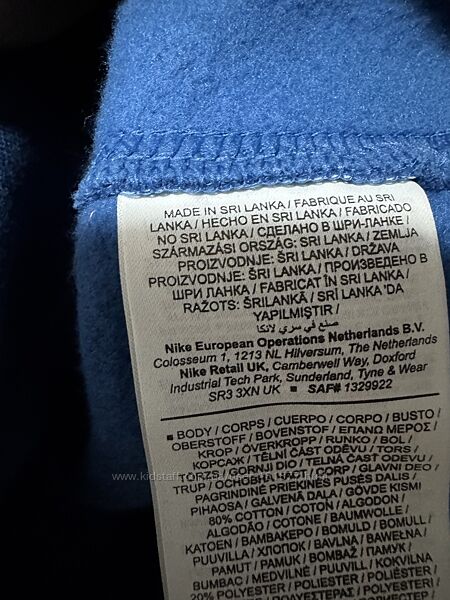 MADE IN SRI LANKA / FABRIQUE AU SRI
LANKA / HECHO EN SRI LANKA / FABRICADO
NO SRI LANKA / СДЕЛАНО В ШРИ-ЛАНКЕ /
SZÁRMAZÁSI ORSZÁG: SRI LANKA / ZEMLJA
PROIZVODNJE: ŠRI LANKA / DRŽAVA
PROIZVODNJE: ŠRI LANKA / ПРОИЗВЕДЕНО В
ШРИ ЛАНКА / FABRICAT ÎN SRI LANKA /
RAŽOTS: ŠRILANKĀ / SRI LANKA 'DA
YAPILMIŞTIR /
صنع في سري لانكا
Nike European Operations Netherlands B.V.
Colosseum 1, 1213 NL Hilversum, The Netherlands
Nike Retail UK, Camberwell Way, Doxford
Industrial Tech Park, Sunderland, Tyne & Wear
SR3 3XN UK ▪ SAF# 1329922
▪ BODY / CORPS / CUERPO / CORPO / BUSTO /
OBERSTOFF / BOVENSTOF / ΕΠΑΝΩ ΜΕΡΟΣ /
KROP / ÖVERKROPP / RUNKO / BOL /
КОРСАЖ / TĚLNÍ ČÁST ODĚVU / TORS /
TORZS / GORNJI DIO / TELNÁ ČASŤ ODEVU /
TRUP / ОСНОВНА ЧАСТ / CORP / GLAVNI DEO /
PAGRINDINĖ PRIEKINĖS PUSĖS DALIS /
PIHAOSA / GALVENĀ DAĻA / GÖVDE KISMI
80% COTTON / COTON / ALGODÓN /
ALGODÃO / COTONE / BAUMWOLLE /
KATOEN / ΒΑΜΒΑΚΕΡΟ / BOMULD / BOMULL /
PUUVILLA / ХЛОПОК / BAVLNA / BAWEŁNA /
PAMUT / PAMUK / BOMBAŽ / ПАМУК /
BUMBAC / MEDVILNĖ / PUUVILL / KOKVILNA
20% POLYESTER / POLIÉSTER /